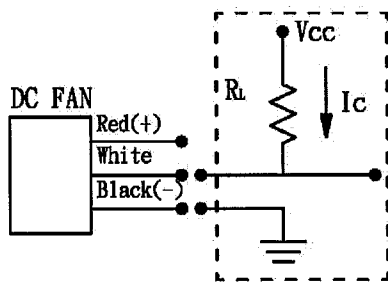 VCC
DC FAN
RL
IC
Red(+)
White
Black(-)